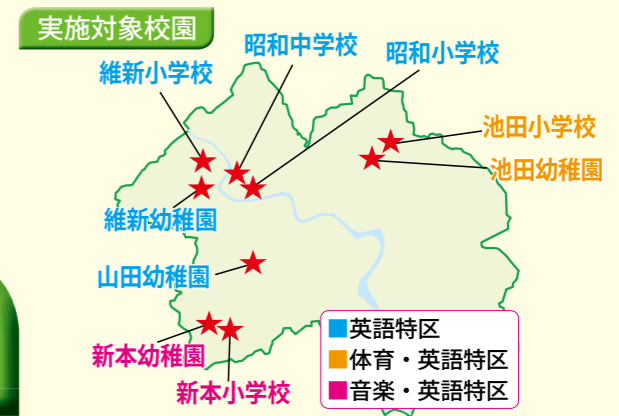 実施対象校園
昭和中学校
昭和小学校
維新小学校
池田小学校
池田幼稚園
維新幼稚園
山田幼稚園
新本幼稚園
新本小学校
■英語特区
■体育・英語特区
■音楽・英語特区